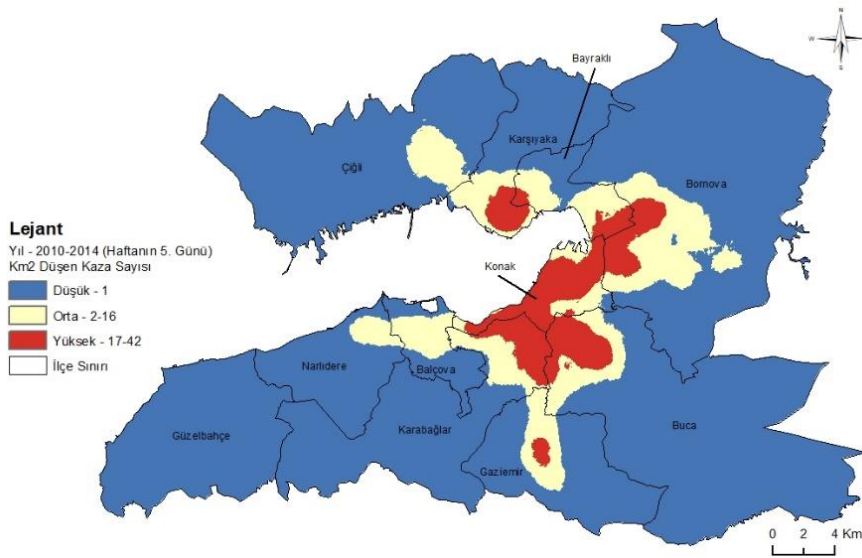 N
W
E
S
Bayraklı
Karşıyaka
Çiğli
Bornova
Lejant
Yıl - 2010-2014 (Haftanın 5. Günü)
Km2 Düşen Kaza Sayısı
Düşük - 1
Orta - 2-16
Yüksek - 17-42
İlçe Sınırı
Konak
Narlıdere
Balçova
Güzelbahçe
Karabağlar
Buca
Gaziemir
0 2 4 Km